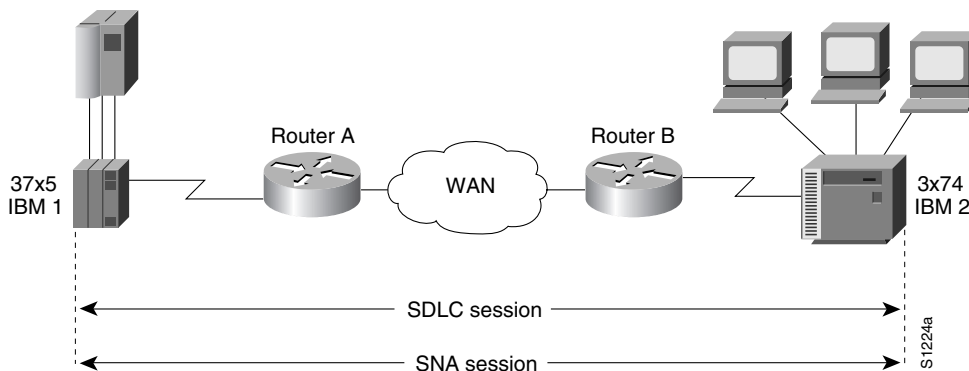 Router A
Router B
WAN
37x5
IBM 1
3x74
IBM 2
SDLC session
SNA session
S1224a